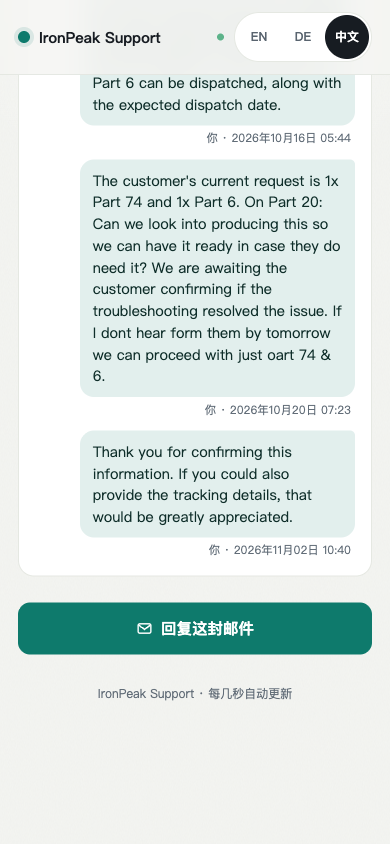 IronPeak Support
EN
DE
中文
Part 6 can be dispatched, along with
the expected dispatch date.
你 · 2026年10月16日 05:44
The customer's current request is 1x
Part 74 and 1x Part 6. On Part 20:
Can we look into producing this so
we can have it ready in case they do
need it? We are awaiting the
customer confirming if the
troubleshooting resolved the issue. If
I dont hear form them by tomorrow
we can proceed with just oart 74 &
6.
你 · 2026年10月20日 07:23
Thank you for confirming this
information. If you could also
provide the tracking details, that
would be greatly appreciated.
你 · 2026年11月02日 10:40
回复这封邮件
IronPeak Support · 每几秒自动更新